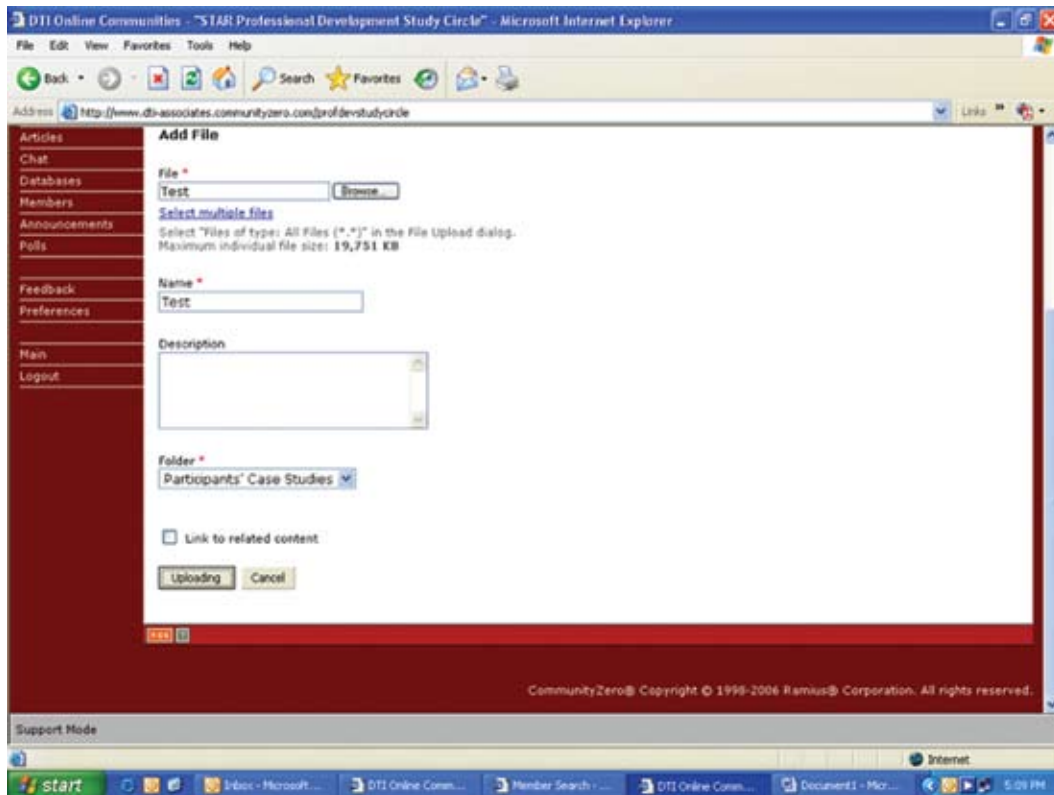 DTI Online Communities - "STAR Professional Development Study Circle" - Microsoft Internet Explorer
File Edit View Favorites Tools Help
Back Search Favorites
Address http://www.dti-associates.communityzero.com/profdevstudycircle Links »
Articles
Chat
Databases
Members
Announcements
Polls
Feedback
Preferences
Main
Logout
Add File
File *
Test Browse...
Select multiple files
Select "Files of type: All Files (*.*)" in the File Upload dialog.
Maximum individual file size: 19,751 KB
Name *
Test
Description
Folder *
Participants' Case Studies
Link to related content
Uploading Cancel
CommunityZero® Copyright © 1998-2006 Ramius® Corporation. All rights reserved.
Support Mode
Internet
start Inbox - Microsoft ... DTI Online Comm... Member Search - ... DTI Online Comm... Document1 - Micr... 5:09 PM